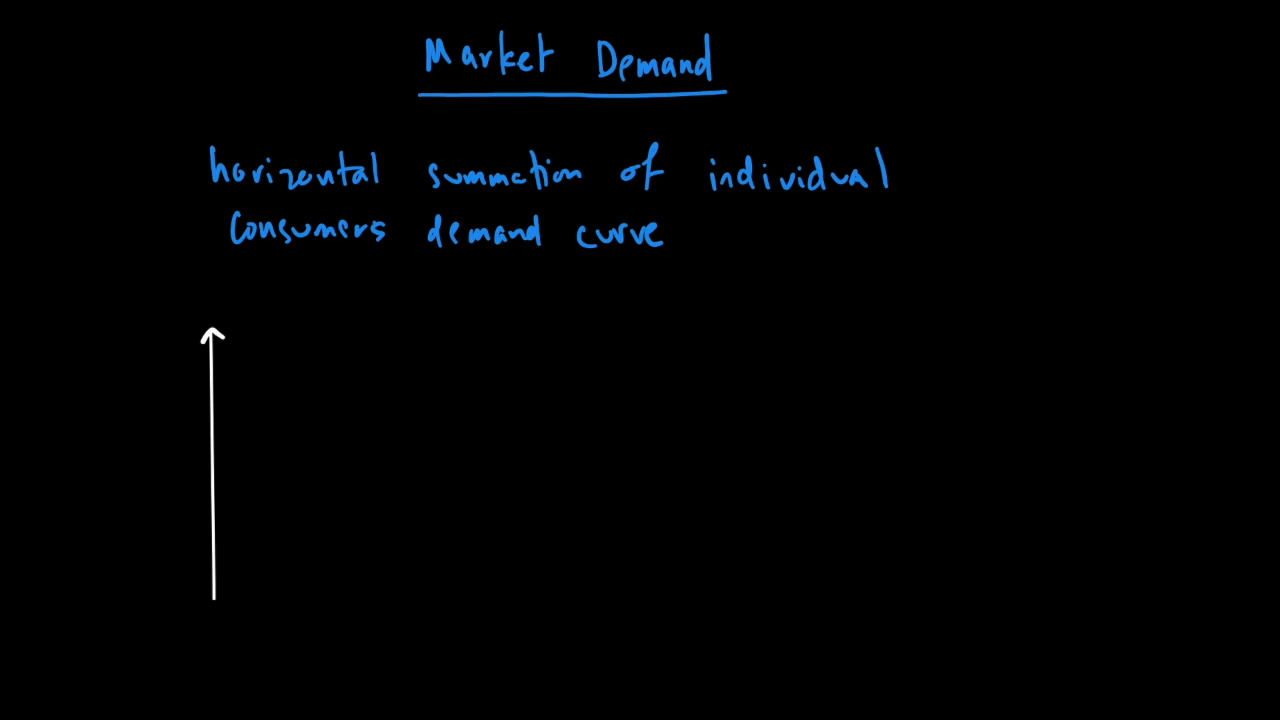 Market Demand
horizontal summation of individual
consumers demand curve